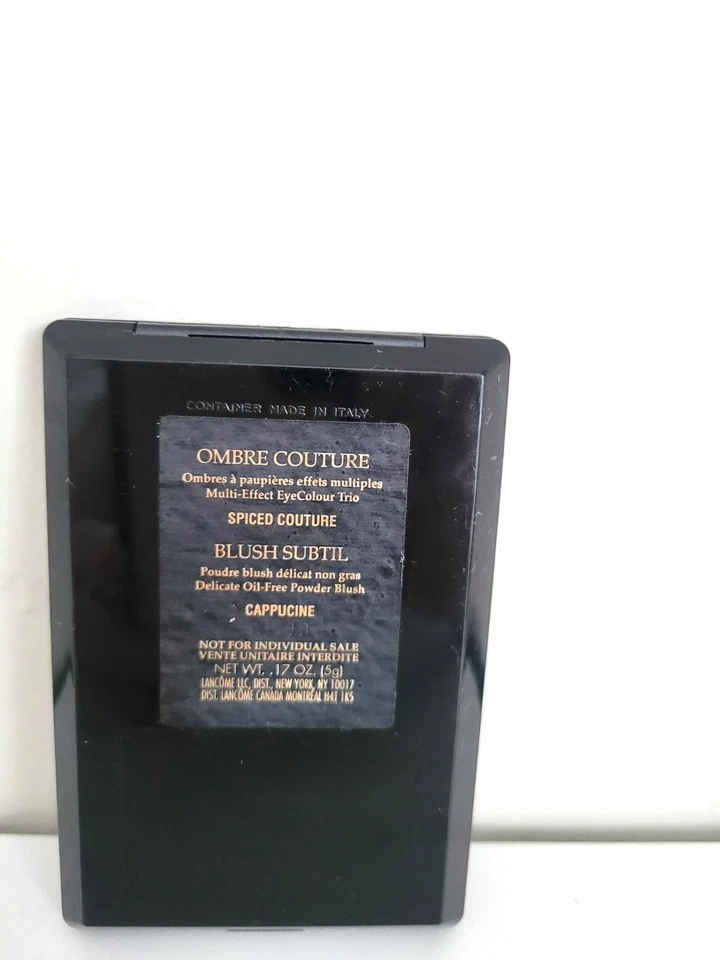 CONTAINER MADE IN ITALY.
OMBRE COUTURE
Ombres à paupières effets multiples
Multi-Effect EyeColour Trio
SPICED COUTURE
BLUSH SUBTIL
Poudre blush délicat non gras
Delicate Oil-Free Powder Blush
CAPPUCINE
NOT FOR INDIVIDUAL SALE
VENTE UNITAIRE INTERDITE
NET WT. .17 OZ. (5g)
LANCÔME LLC, DIST., NEW YORK, NY 10017
DIST. LANCÔME CANADA MONTRÉAL H4T 1K5